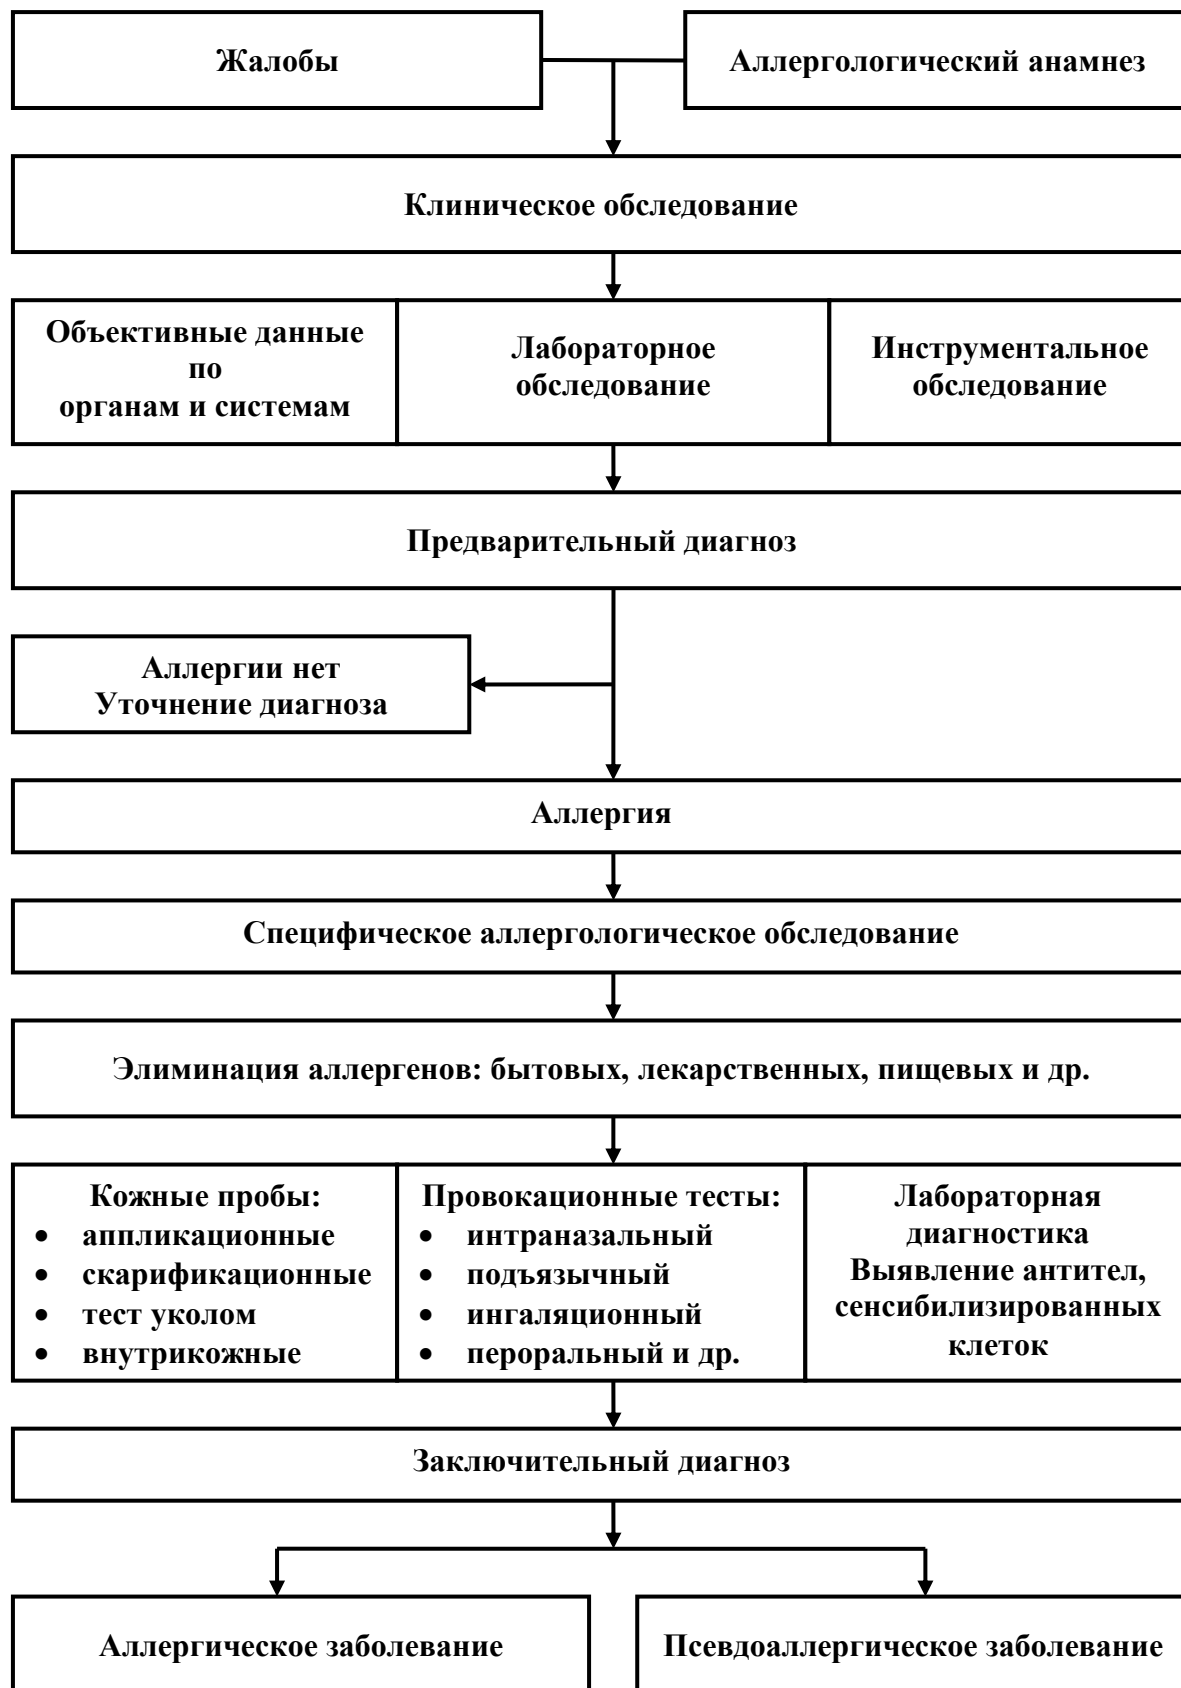 Жалобы
Аллергологический анамнез
Клиническое обследование
Объективные данные
по
органам и системам
Лабораторное
обследование
Инструментальное
обследование
Предварительный диагноз
Аллергии нет
Уточнение диагноза
Аллергия
Специфическое аллергологическое обследование
Элиминация аллергенов: бытовых, лекарственных, пищевых и др.
Кожные пробы:
• аппликационные
• скарификационные
• тест уколом
• внутрикожные
Провокационные тесты:
• интраназальный
• подъязычный
• ингаляционный
• пероральный и др.
Лабораторная
диагностика
Выявление антител,
сенсибилизированных
клеток
Заключительный диагноз
Аллергическое заболевание
Псевдоаллергическое заболевание